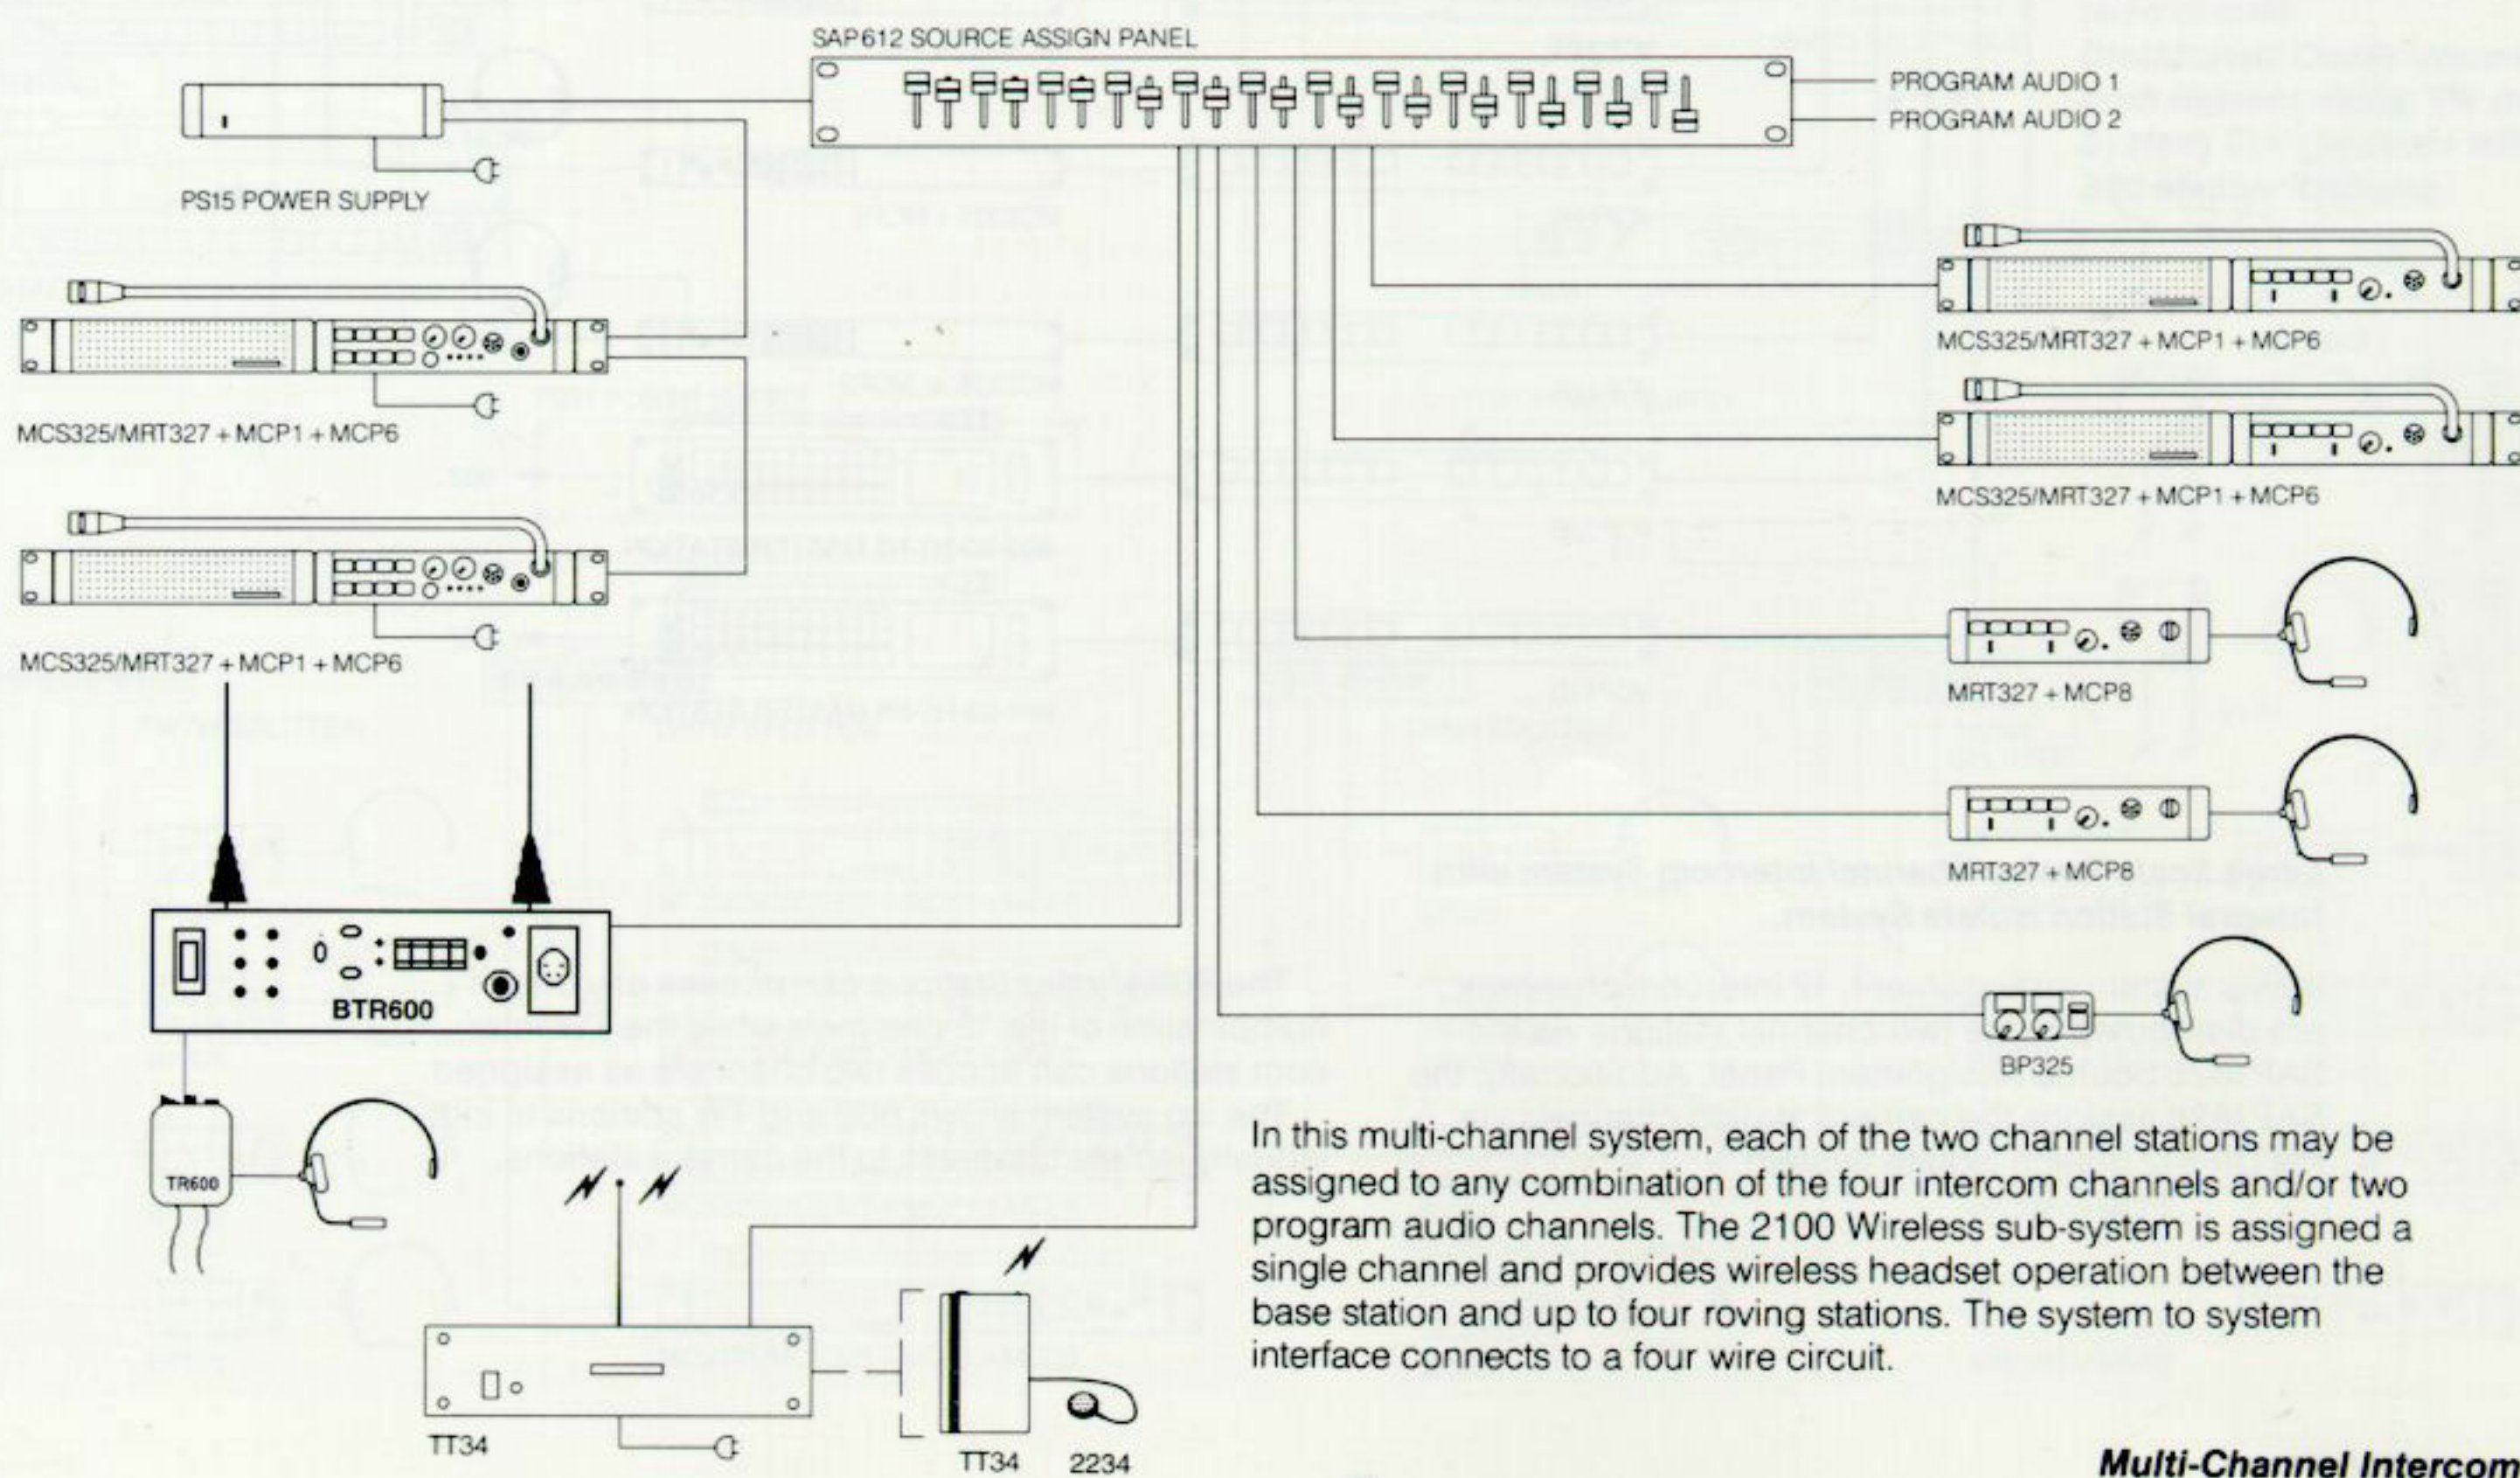 SAP612 SOURCE ASSIGN PANEL
PROGRAM AUDIO 1
PROGRAM AUDIO 2
PS15 POWER SUPPLY
MCS325/MRT327 + MCP1 + MCP6
MCS325/MRT327 + MCP1 + MCP6
MCS325/MRT327 + MCP1 + MCP6
MCS325/MRT327 + MCP1 + MCP6
MRT327 + MCP8
MRT327 + MCP8
BTR600
BP325
TR600
In this multi-channel system, each of the two channel stations may be
assigned to any combination of the four intercom channels and/or two
program audio channels. The 2100 Wireless sub-system is assigned a
single channel and provides wireless headset operation between the
base station and up to four roving stations. The system to system
interface connects to a four wire circuit.
TT34
TT34
2234
Multi-Channel Intercom